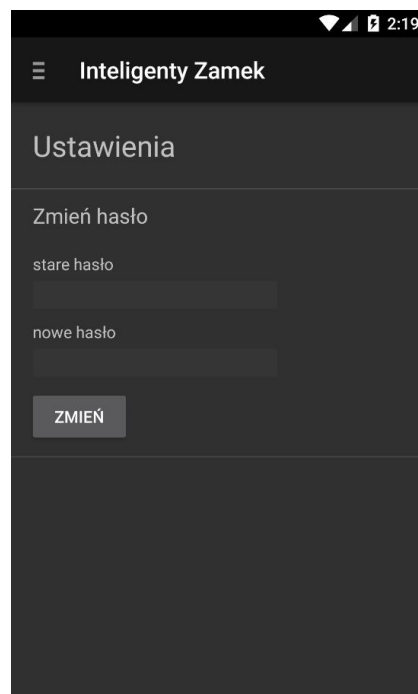 2:19
Inteligenty Zamek
Ustawienia
Zmień hasło
stare hasło
nowe hasło
ZMIEŃ